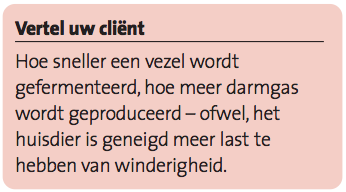 Vertel uw cliënt
Hoe sneller een vezel wordt
gefermenteerd, hoe meer darmgas
wordt geproduceerd – ofwel, het
huisdier is geneigd meer last te
hebben van winderigheid.